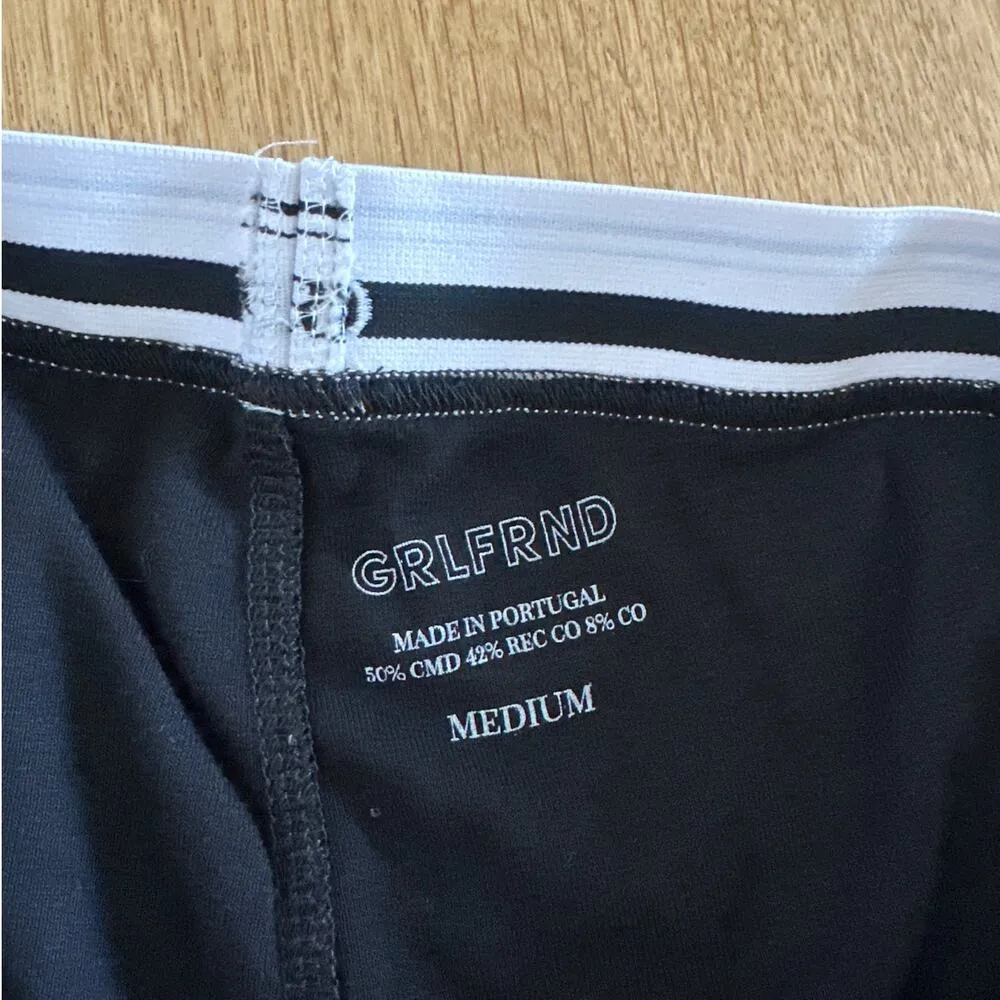 GRLFRND
MADE IN PORTUGAL
50% CMD 42% REC CO 8% CO
MEDIUM